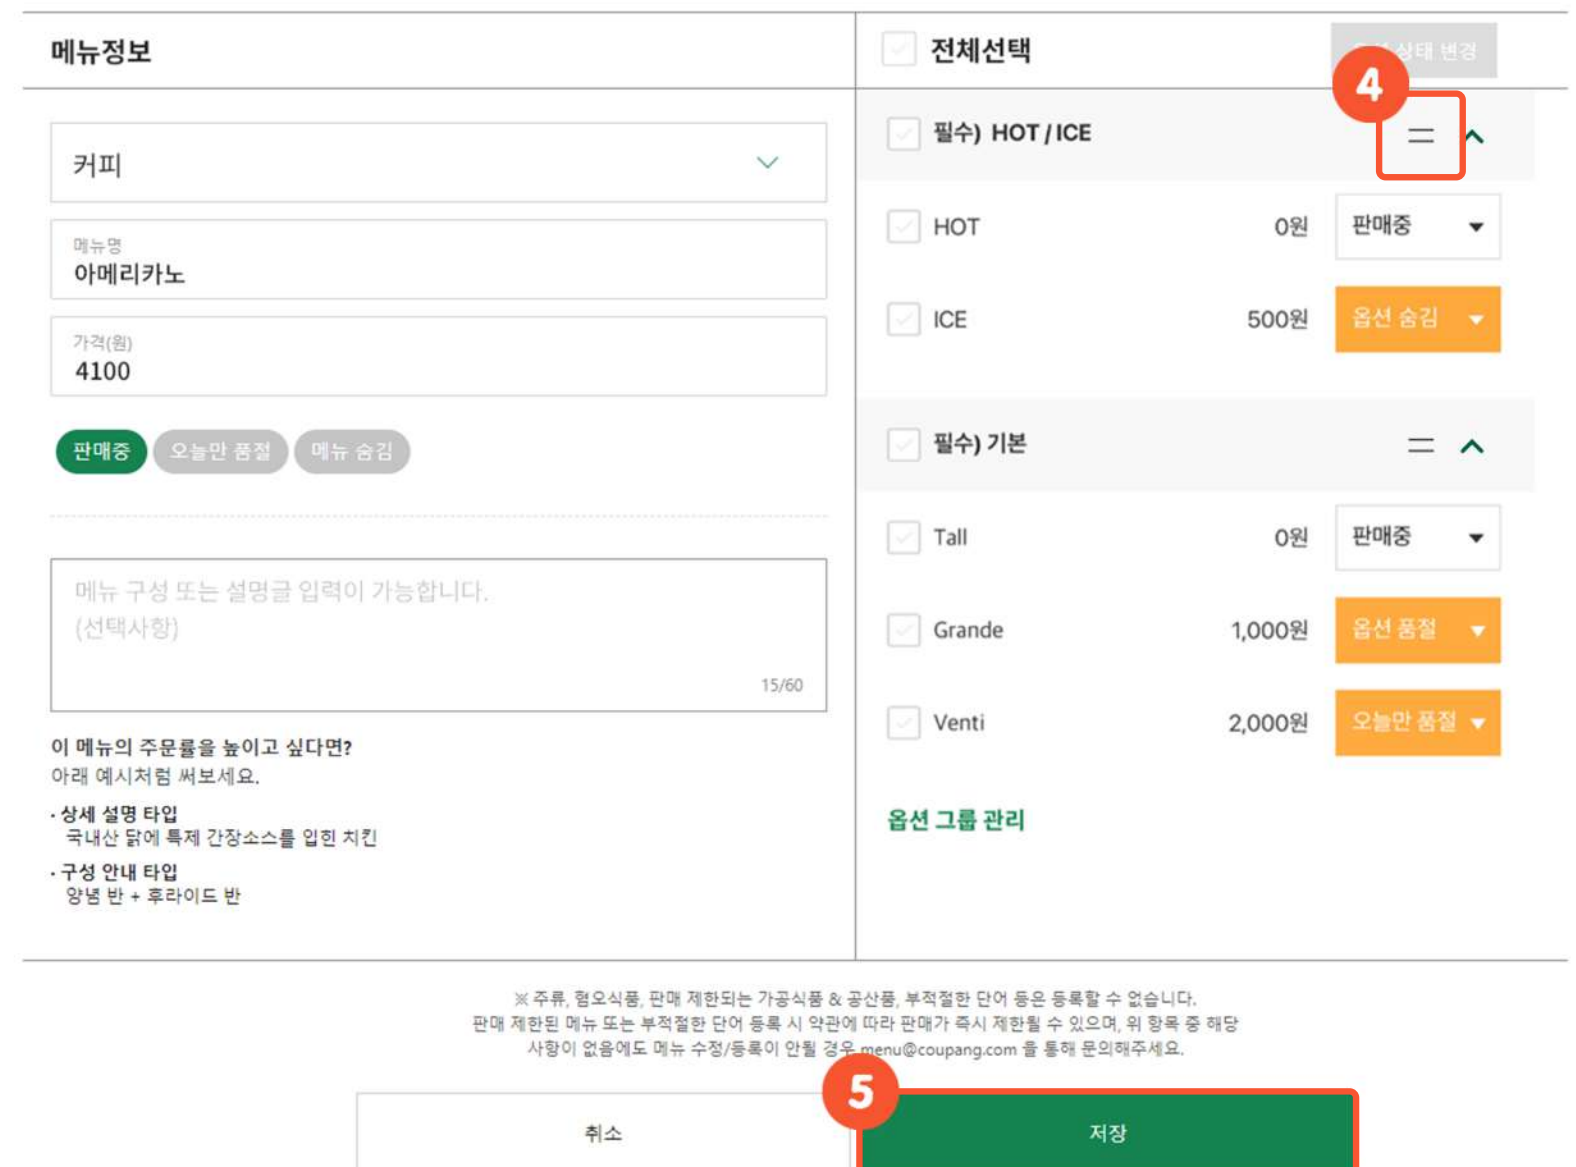 메뉴정보
전체선택
상태 변경
4
커피
메뉴명
아메리카노
가격(원)
4100
판매중 오늘만 품절 메뉴 숨김
메뉴 구성 또는 설명글 입력이 가능합니다.
(선택사항)
15/60
이 메뉴의 주문률을 높이고 싶다면?
아래 예시처럼 써보세요.
· 상세 설명 타입
국내산 닭에 특제 간장소스를 입힌 치킨
· 구성 안내 타입
양념 반 + 후라이드 반
필수) HOT / ICE
HOT 0원 판매중
ICE 500원 옵션 숨김
필수) 기본
Tall 0원 판매중
Grande 1,000원 옵션 품절
Venti 2,000원 오늘만 품절
옵션 그룹 관리
※ 주류, 혐오식품, 판매 제한되는 가공식품 & 공산품, 부적절한 단어 등은 등록할 수 없습니다.
판매 제한된 메뉴 또는 부적절한 단어 등록 시 약관에 따라 판매가 즉시 제한될 수 있으며, 위 항목 중 해당
사항이 없음에도 메뉴 수정/등록이 안될 경우 menu@coupang.com 을 통해 문의해주세요.
5
취소
저장